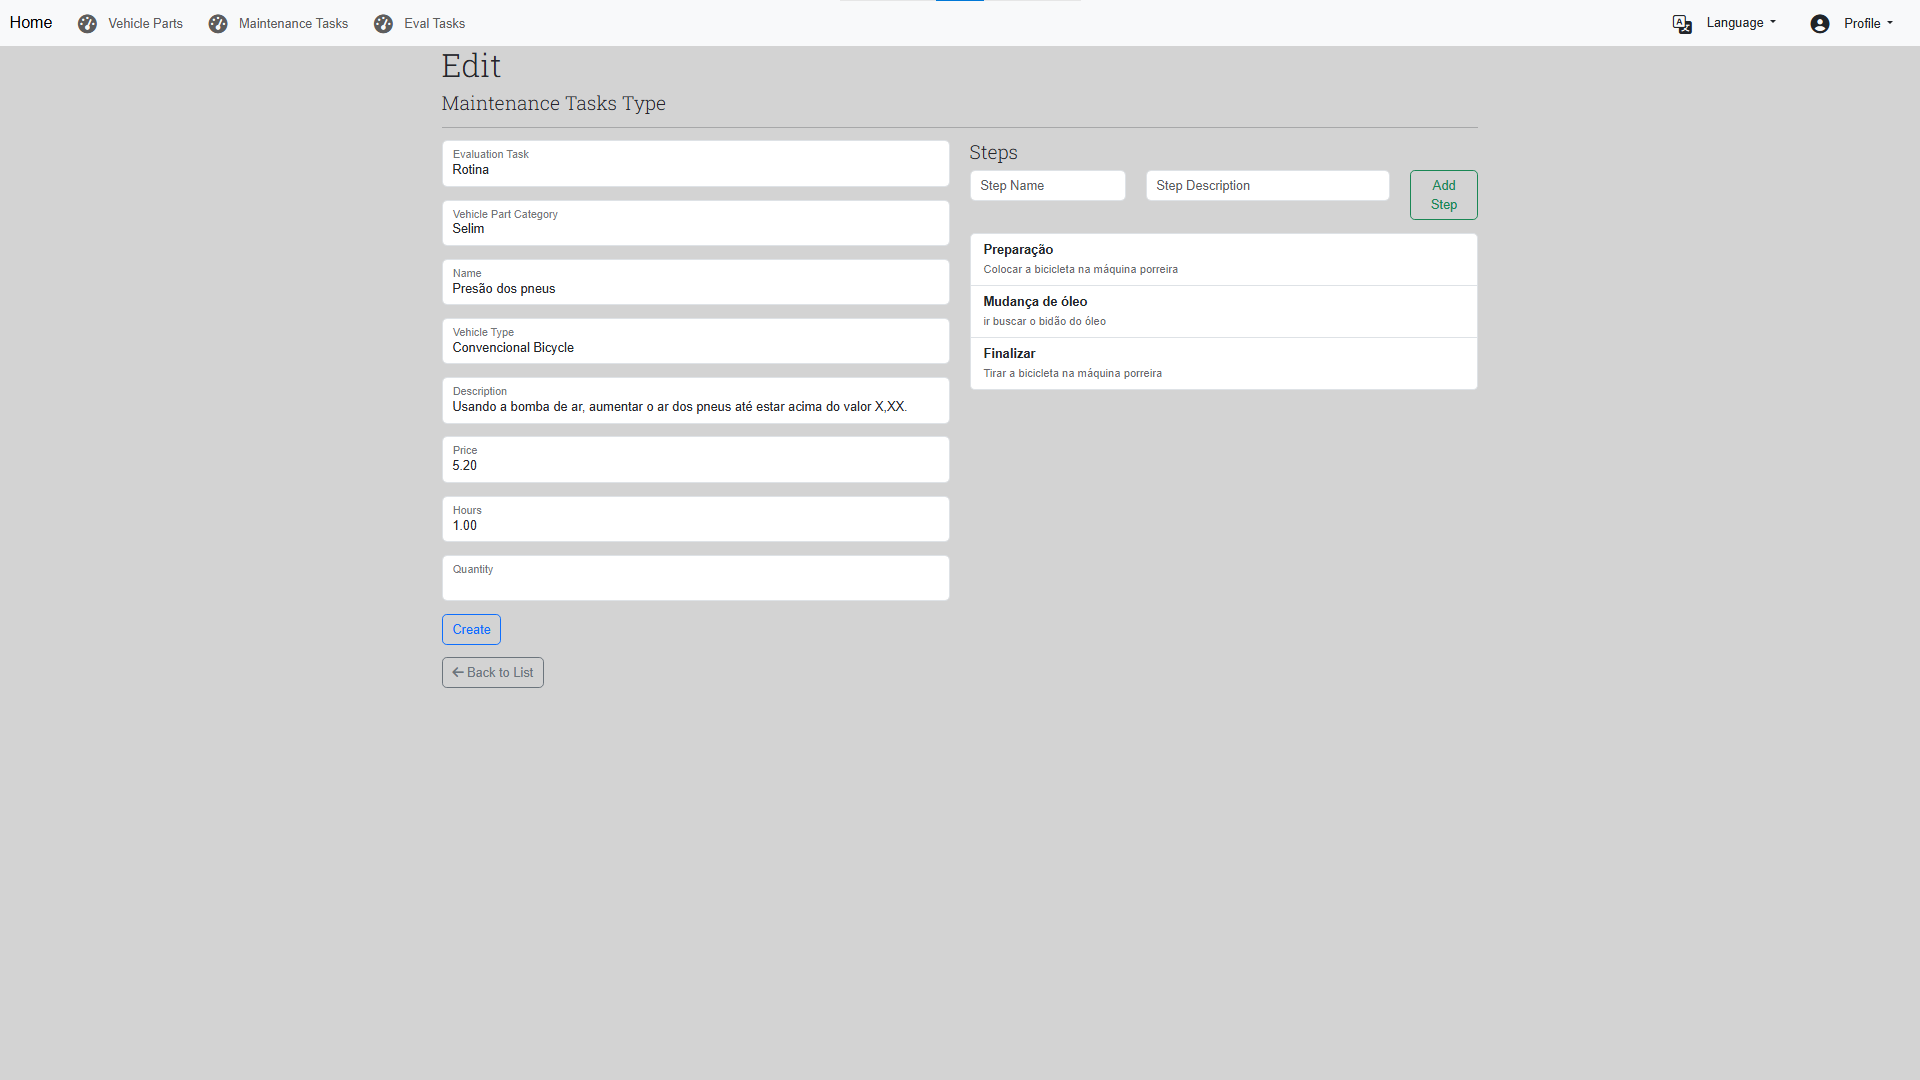 Home Vehicle Parts Maintenance Tasks Eval Tasks Language Profile
Edit
Maintenance Tasks Type
Evaluation Task
Rotina
Vehicle Part Category
Selim
Name
Presão dos pneus
Vehicle Type
Convencional Bicycle
Description
Usando a bomba de ar, aumentar o ar dos pneus até estar acima do valor X,XX.
Price
5.20
Hours
1.00
Quantity
Create
Back to List
Steps
Step Name Step Description Add
Step
Preparação
Colocar a bicicleta na máquina porreira
Mudança de óleo
ir buscar o bidão do óleo
Finalizar
Tirar a bicicleta na máquina porreira